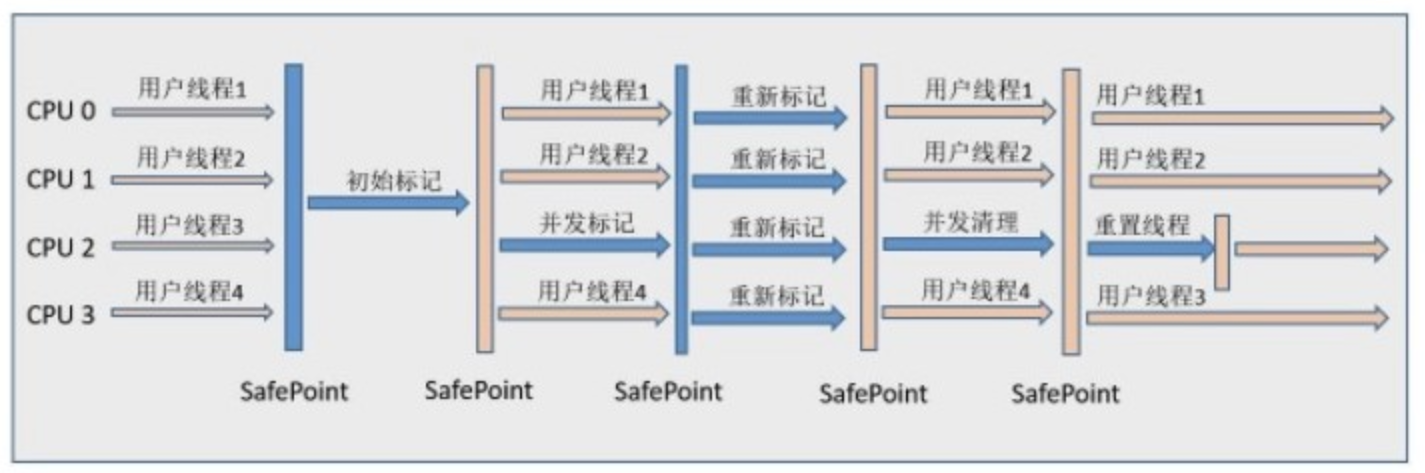 用户线程1 用户线程1 重新标记 用户线程1 用户线程1
CPU 0
用户线程2 用户线程2 重新标记 用户线程2 用户线程2
CPU 1 初始标记
用户线程3 并发标记 重新标记 并发清理 重置线程
CPU 2
用户线程4 用户线程4 重新标记 用户线程4 用户线程3
CPU 3
SafePoint SafePoint SafePoint SafePoint SafePoint